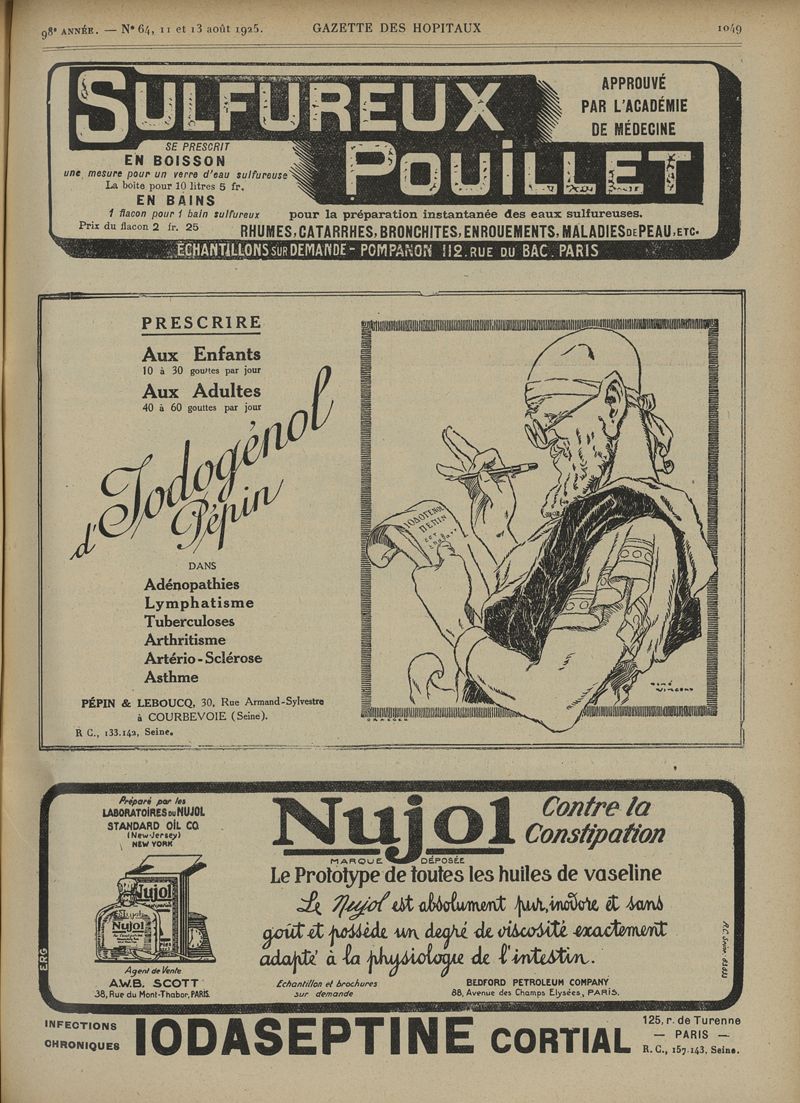 98e ANNÉE. — No 64, 11 et 13 août 1925. GAZETTE DES HOPITAUX 1049
SULFUREUX
POUILLET
APPROUVÉ
PAR L'ACADÉMIE
DE MÉDECINE
SE PRESCRIT
EN BOISSON
une mesure pour un verre d'eau sulfureuse
La boite pour 10 litres 5 fr.
EN BAINS
1 flacon pour 1 bain sulfureux
Prix du flacon 2 fr. 25
pour la préparation instantanée des eaux sulfureuses.
RHUMES, CATARRHES, BRONCHITES, ENROUEMENTS, MALADIES DE PEAU, ETC.
ÉCHANTILLONS SUR DEMANDE - POMPANON 112. RUE DU BAC. PARIS
PRESCRIRE
Aux Enfants
10 à 30 gouttes par jour
Aux Adultes
40 à 60 gouttes par jour
d'Iodogénol
Pépin
DANS
Adénopathies
Lymphatisme
Tuberculoses
Arthritisme
Artério-Sclérose
Asthme
PÉPIN & LEBOUCQ, 30, Rue Armand-Sylvestre
à COURBEVOIE (Seine).
R C., 133.142, Seine.
IODOGENOL
PEPIN
RENÉ
VINCENT
DRAEGER
Préparé par les
LABORATOIRES DU NUJOL
STANDARD OIL CO.
(New-Jersey)
NEW YORK
Nujol
Nujol
Agent de Vente
A.W.B. SCOTT
38, Rue du Mont-Thabor, PARIS.
ERG
Nujol
MARQUE DÉPOSÉE
Contre la
Constipation
Le Prototype de toutes les huiles de vaseline
Le Nujol est absolument pur, inodore et sans
goût et possède un degré de viscosité exactement
adapté à la physiologie de l'intestin.
Echantillon et brochures
sur demande
BEDFORD PETROLEUM COMPANY
88, Avenue des Champs Elysées, PARIS.
INFECTIONS
CHRONIQUES
IODASEPTINE CORTIAL
125, r. de Turenne
— PARIS —
R. C., 157.143, Seine.